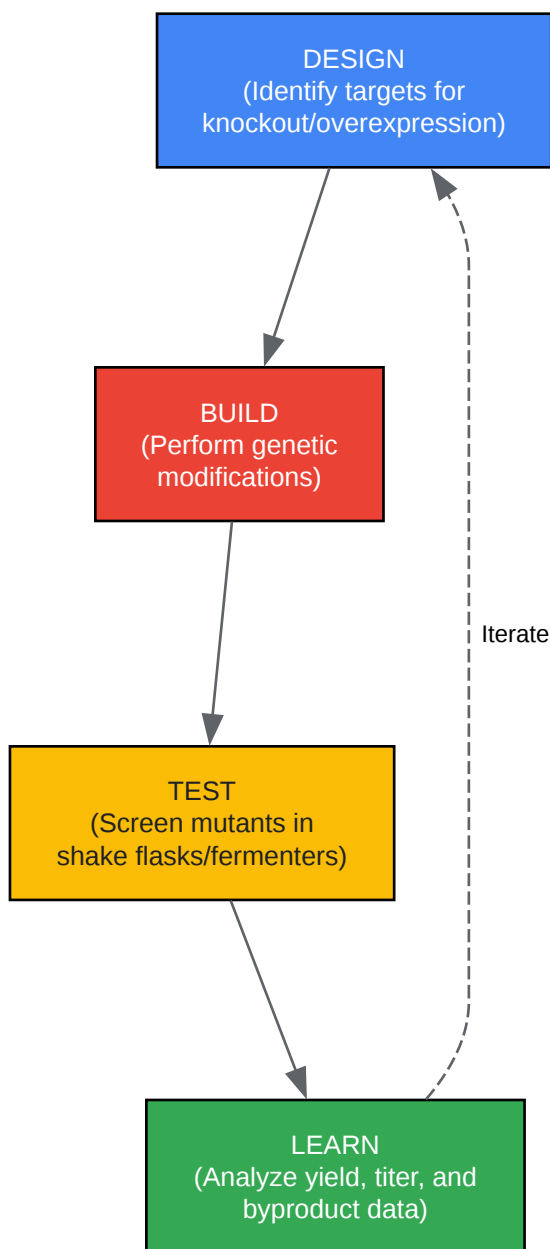 DESIGN
(Identify targets for
knockout/overexpression)
BUILD
(Perform genetic
modifications)
Iterate
TEST
(Screen mutants in
shake flasks/fermenters)
LEARN
(Analyze yield, titer, and
byproduct data)